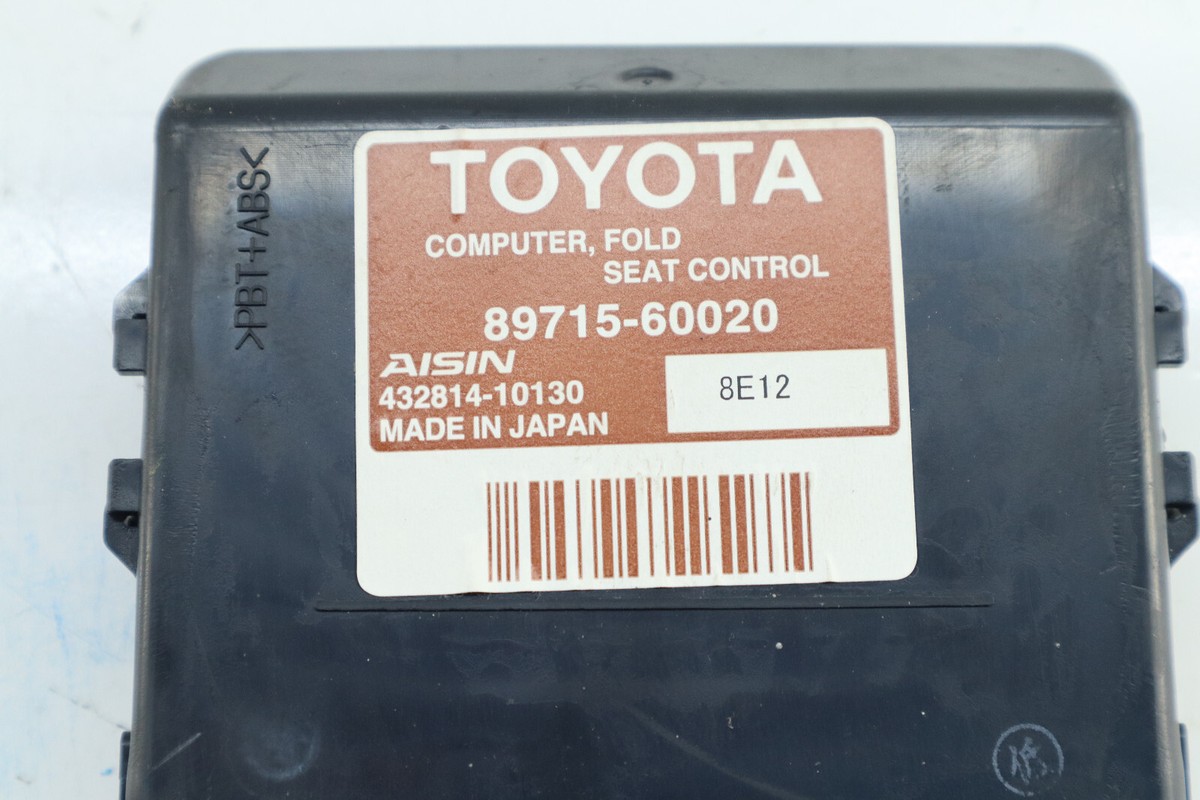 >PBT+ABS<
TOYOTA
COMPUTER, FOLD
SEAT CONTROL
89715-60020
AISIN
432814-10130
8E12
MADE IN JAPAN